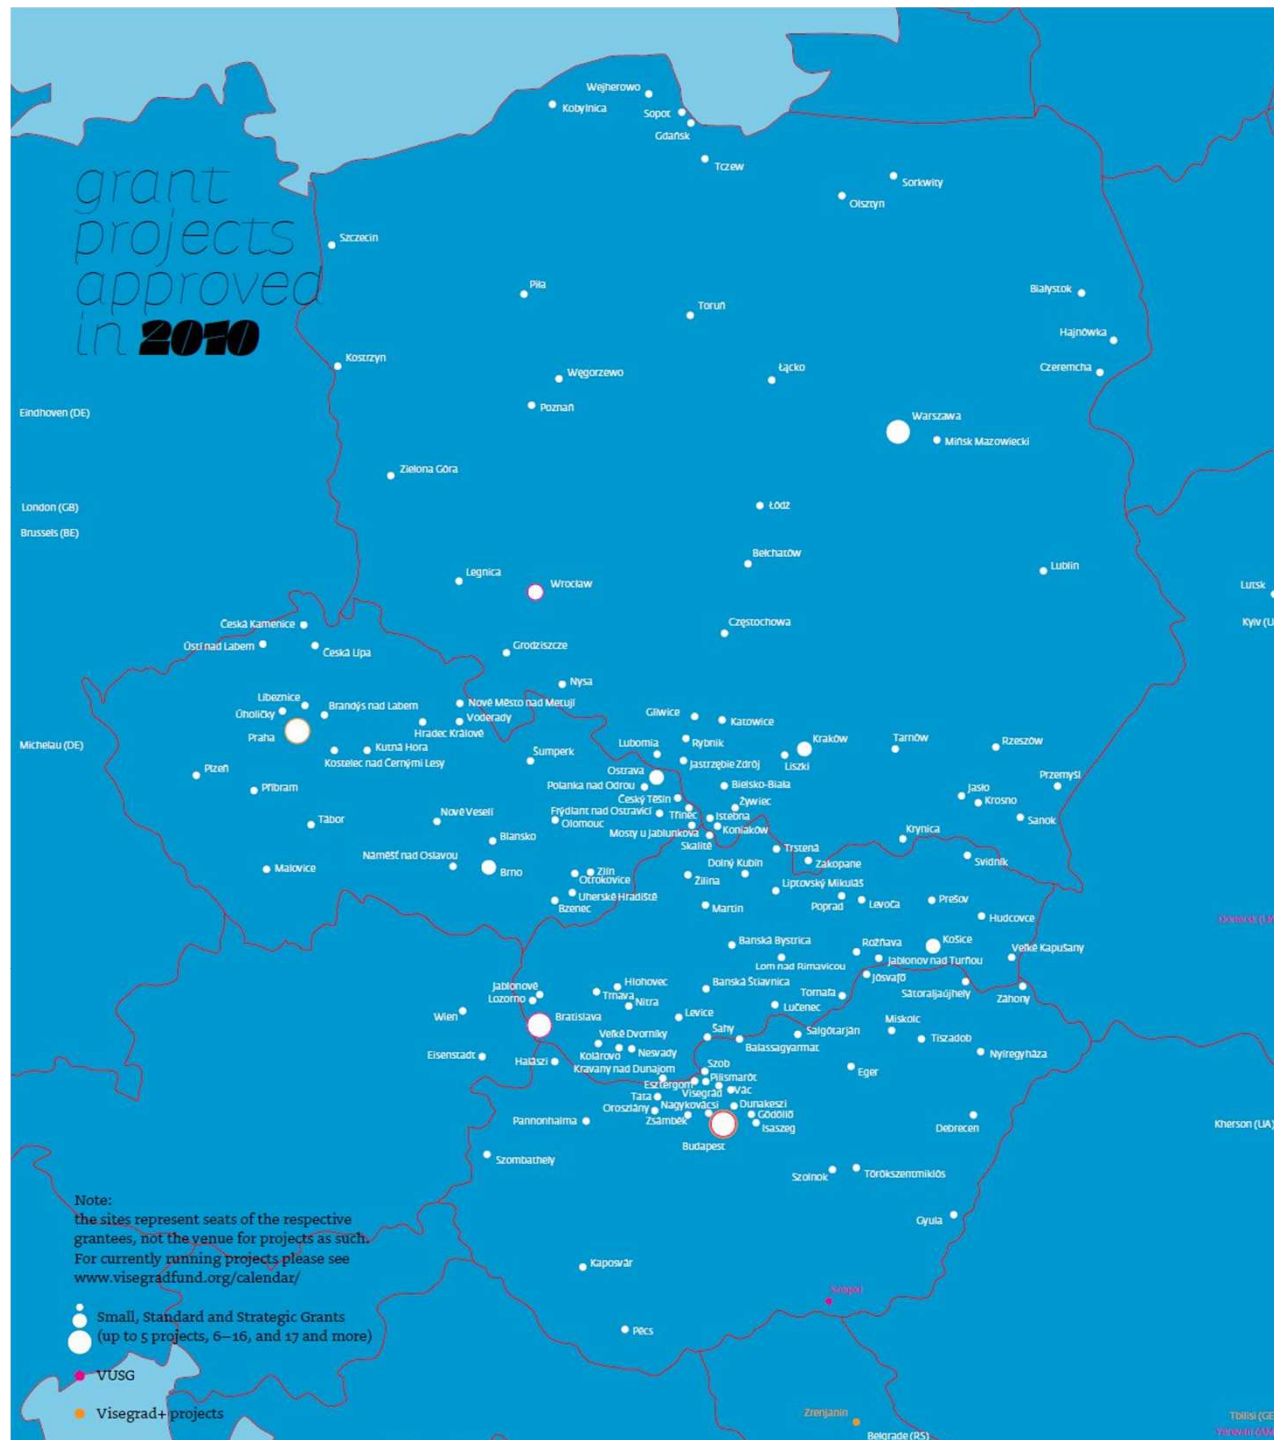 grant
projects
approved
in 2010
Wejherowo
Kobylnica
Sopot
Gdańsk
Tczew
Sorkwity
Olsztyn
Szczecin
Piła
Toruń
Białystok
Hajnówka
Czeremcha
Kostrzyn
Węgorzewo
Łącko
Poznań
Eindhoven (DE)
Warszawa
Mińsk Mazowiecki
Zielona Góra
London (GB)
Łódź
Brussels (BE)
Bełchatów
Lublin
Legnica
Wrocław
Lutsk
Kyiv (U
Częstochowa
Česká Kamenice
Ústí nad Labem
Česká Lípa
Grodziszcze
Nysa
Libeznice
Brandýs nad Labem
Nové Město nad Metují
Úholičky
Voderady
Gliwice
Katowice
Praha
Hradec Králové
Michelau (DE)
Kutná Hora
Kostelec nad Černými Lesy
Šumperk
Lubomia
Rybnik
Kraków
Liszki
Tarnów
Rzeszów
Jastrzębie Zdrój
Ostrava
Plzeň
Příbram
Polanka nad Odrou
Bielsko-Biała
Przemyśl
Jasło
Krosno
Český Těšín
Żywiec
Frýdlant nad Ostravicí
Třinec
Istebna
Sanok
Tábor
Nové Veselí
Olomouc
Mosty u Jablunkova
Koniaków
Krynica
Blansko
Skalité
Trstená
Náměšť nad Oslavou
Dolný Kubín
Zakopane
Svidník
Malovice
Brno
Zlín
Otrokovice
Žilina
Liptovský Mikuláš
Uherské Hradiště
Bzenec
Martin
Poprad
Levoča
Prešov
Hudcovce
Banská Bystrica
Rožňava
Košice
Veľké Kapušany
Lom nad Rimavicou
Jablonov nad Turňou
Jósvafő
Jablonové
Hlohovec
Banská Štiavnica
Lozorno
Trnava
Nitra
Tornaľa
Sátoraljaújhely
Záhony
Wien
Bratislava
Levice
Lučenec
Miskolc
Veľké Dvorníky
Šahy
Salgótarján
Tiszadob
Eisenstadt
Halászi
Kolárovo
Nesvady
Balassagyarmat
Nyíregyháza
Kravany nad Dunajom
Szob
Eger
Esztergom
Pilismarót
Visegrád
Vác
Tata
Oroszlány
Nagykovácsi
Dunakeszi
Pannonhalma
Zsámbék
Gödöllő
Isaszeg
Debrecen
Kherson (UA)
Budapest
Szombathely
Szolnok
Törökszentmiklós
Gyula
Note:
the sites represent seats of the respective
grantees, not the venue for projects as such.
For currently running projects please see
www.visegradfund.org/calendar/
Kaposvár
Small, Standard and Strategic Grants
(up to 5 projects, 6–16, and 17 and more)
Pécs
VUSG
Visegrad+ projects
Zrenjanin
Belgrade (RS)
Tbilisi (GE